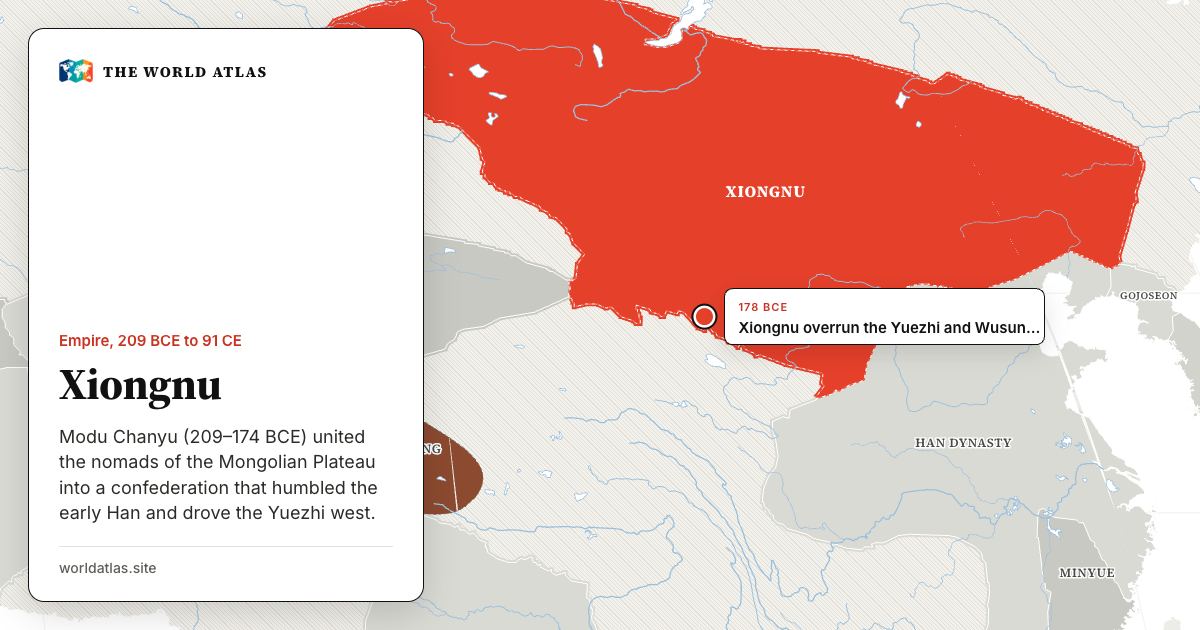 THE WORLD ATLAS
Empire, 209 BCE to 91 CE
Xiongnu
Modu Chanyu (209–174 BCE) united
the nomads of the Mongolian Plateau
into a confederation that humbled the
early Han and drove the Yuezhi west.
worldatlas.site
XIONGNU
178 BCE
Xiongnu overrun the Yuezhi and Wusun…
GOJOSEON
HAN DYNASTY
NG
MINYUE